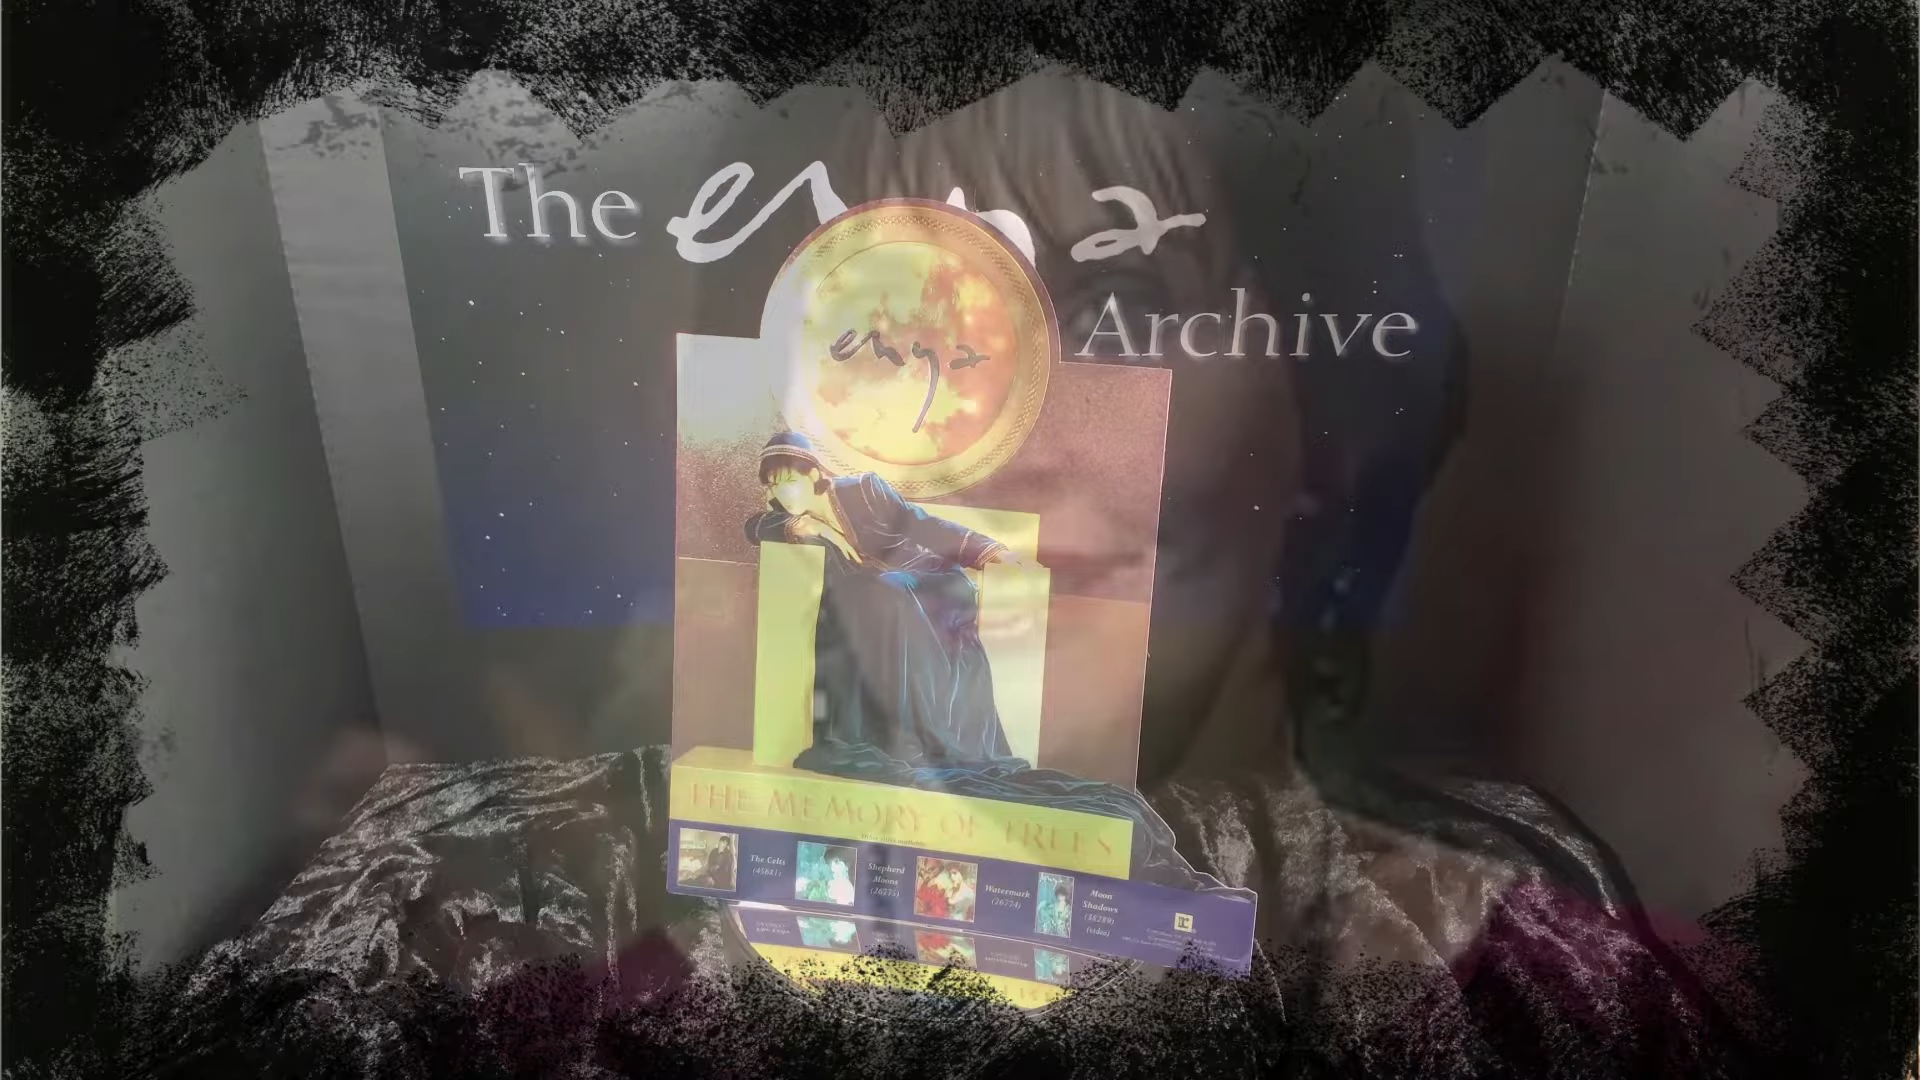 The enya
Archive
enya
THE MEMORY OF TREES
The Celts
(45681)
Shepherd
Moons
(26775)
Watermark
(26774)
Moon
Shadows
(38289)
(video)